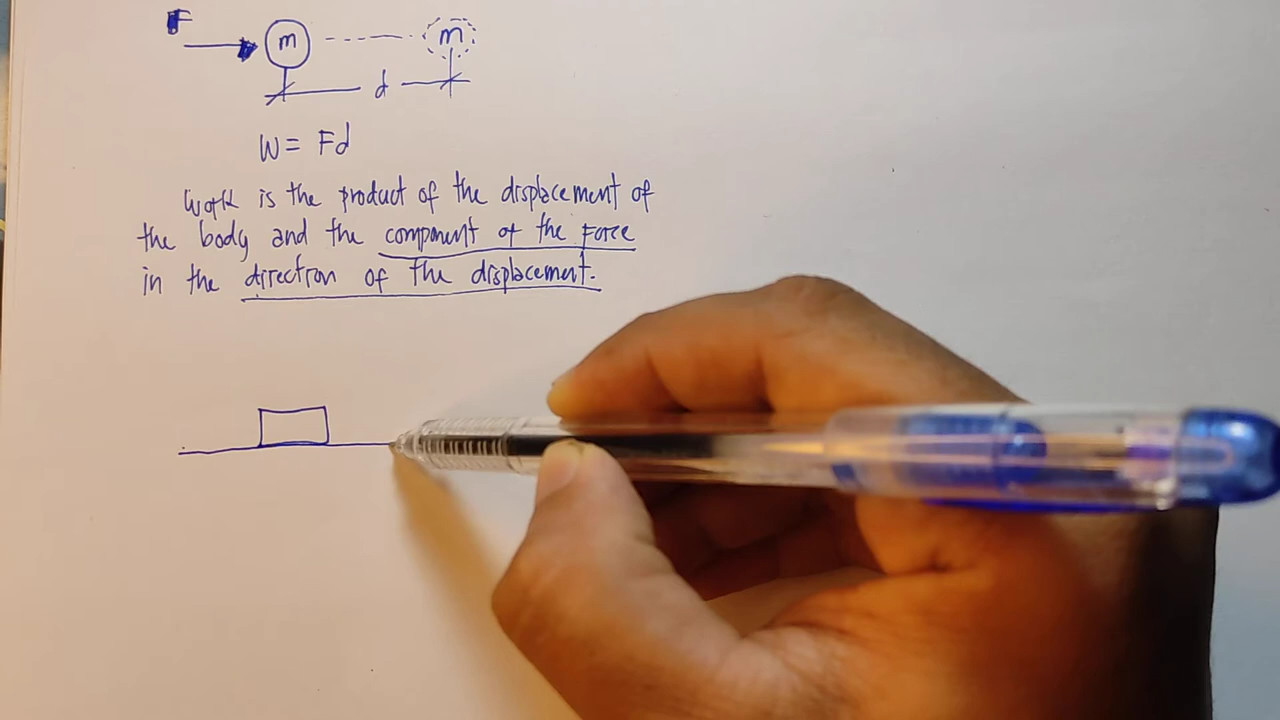 F
m m
d
W = Fd
Work is the product of the displacement of
the body and the component of the Force
in the direction of the displacement.